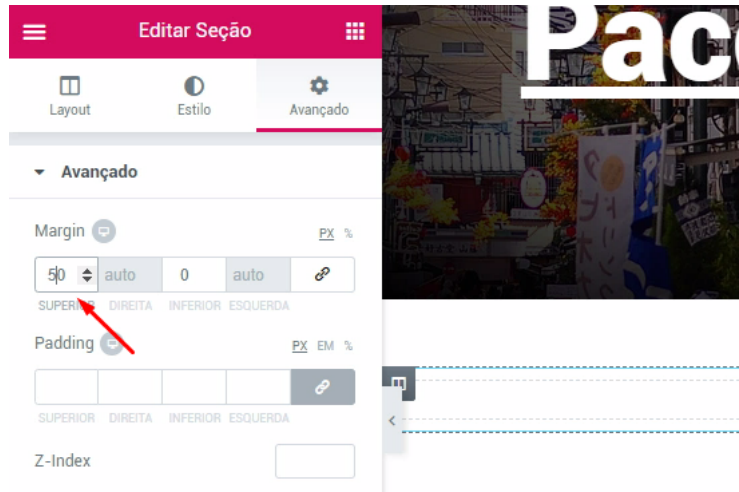 Editar Seção
Pac
Layout
Estilo
Avançado
Avançado
Margin
PX %
50 auto 0 auto
SUPERIOR DIREITA INFERIOR ESQUERDA
Padding
PX EM %
SUPERIOR DIREITA INFERIOR ESQUERDA
Z-Index